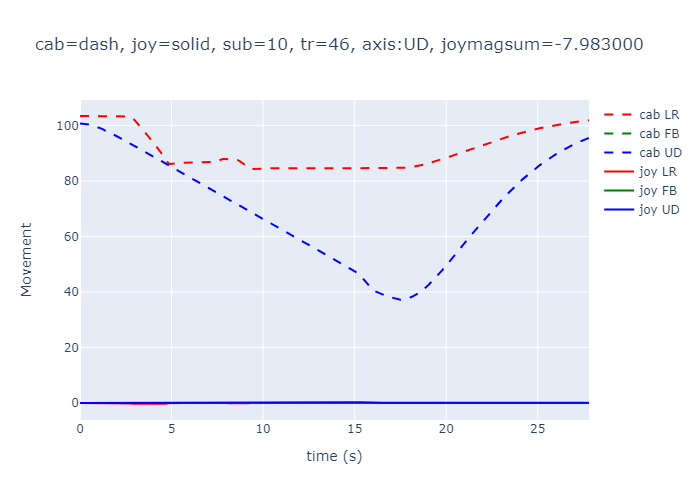 cab=dash, joy=solid, sub=10, tr=46, axis:UD, joymagsum=-7.983000
cab LR
cab FB
cab UD
joy LR
joy FB
joy UD
Movement
100
80
60
40
20
0
0 5 10 15 20 25
time (s)